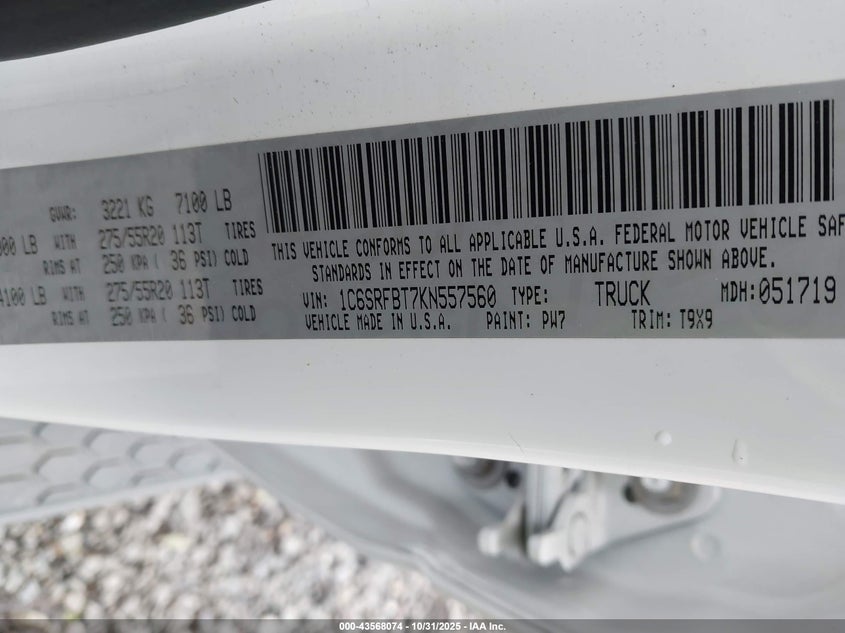 GVWR: 3221 KG 7100 LB
LB WITH 275/55R20 113T TIRES
RIMS AT 250 KPA ( 36 PSI) COLD
4100 LB WITH 275/55R20 113T TIRES
RIMS AT 250 KPA ( 36 PSI) COLD
THIS VEHICLE CONFORMS TO ALL APPLICABLE U.S.A. FEDERAL MOTOR VEHICLE SAF
STANDARDS IN EFFECT ON THE DATE OF MANUFACTURE SHOWN ABOVE.
VIN: 1C6SRFBT7KN557560 TYPE: TRUCK MDH:051719
VEHICLE MADE IN U.S.A. PAINT: PW7 TRIM: T9X9
000-43568074 | 10/31/2025 | IAA Inc.